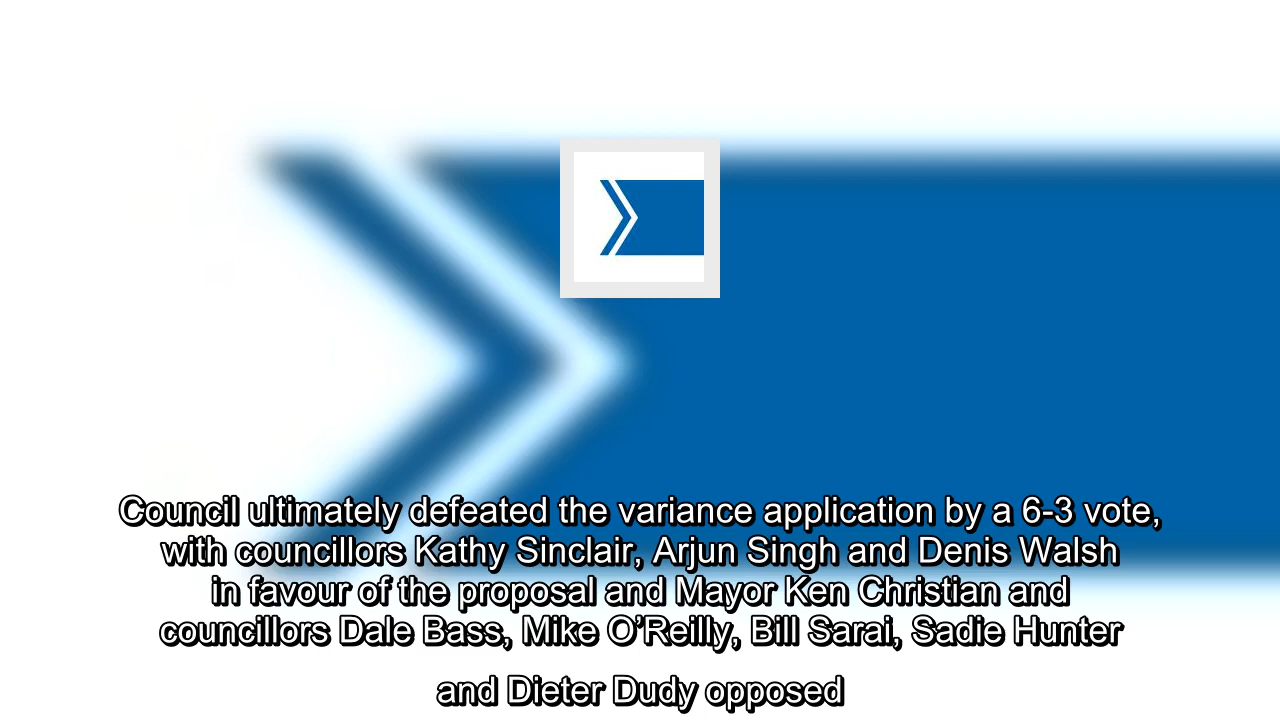 Council ultimately defeated the variance application by a 6-3 vote,
with councillors Kathy Sinclair, Arjun Singh and Denis Walsh
in favour of the proposal and Mayor Ken Christian and
councillors Dale Bass, Mike O’Reilly, Bill Sarai, Sadie Hunter
and Dieter Dudy opposed